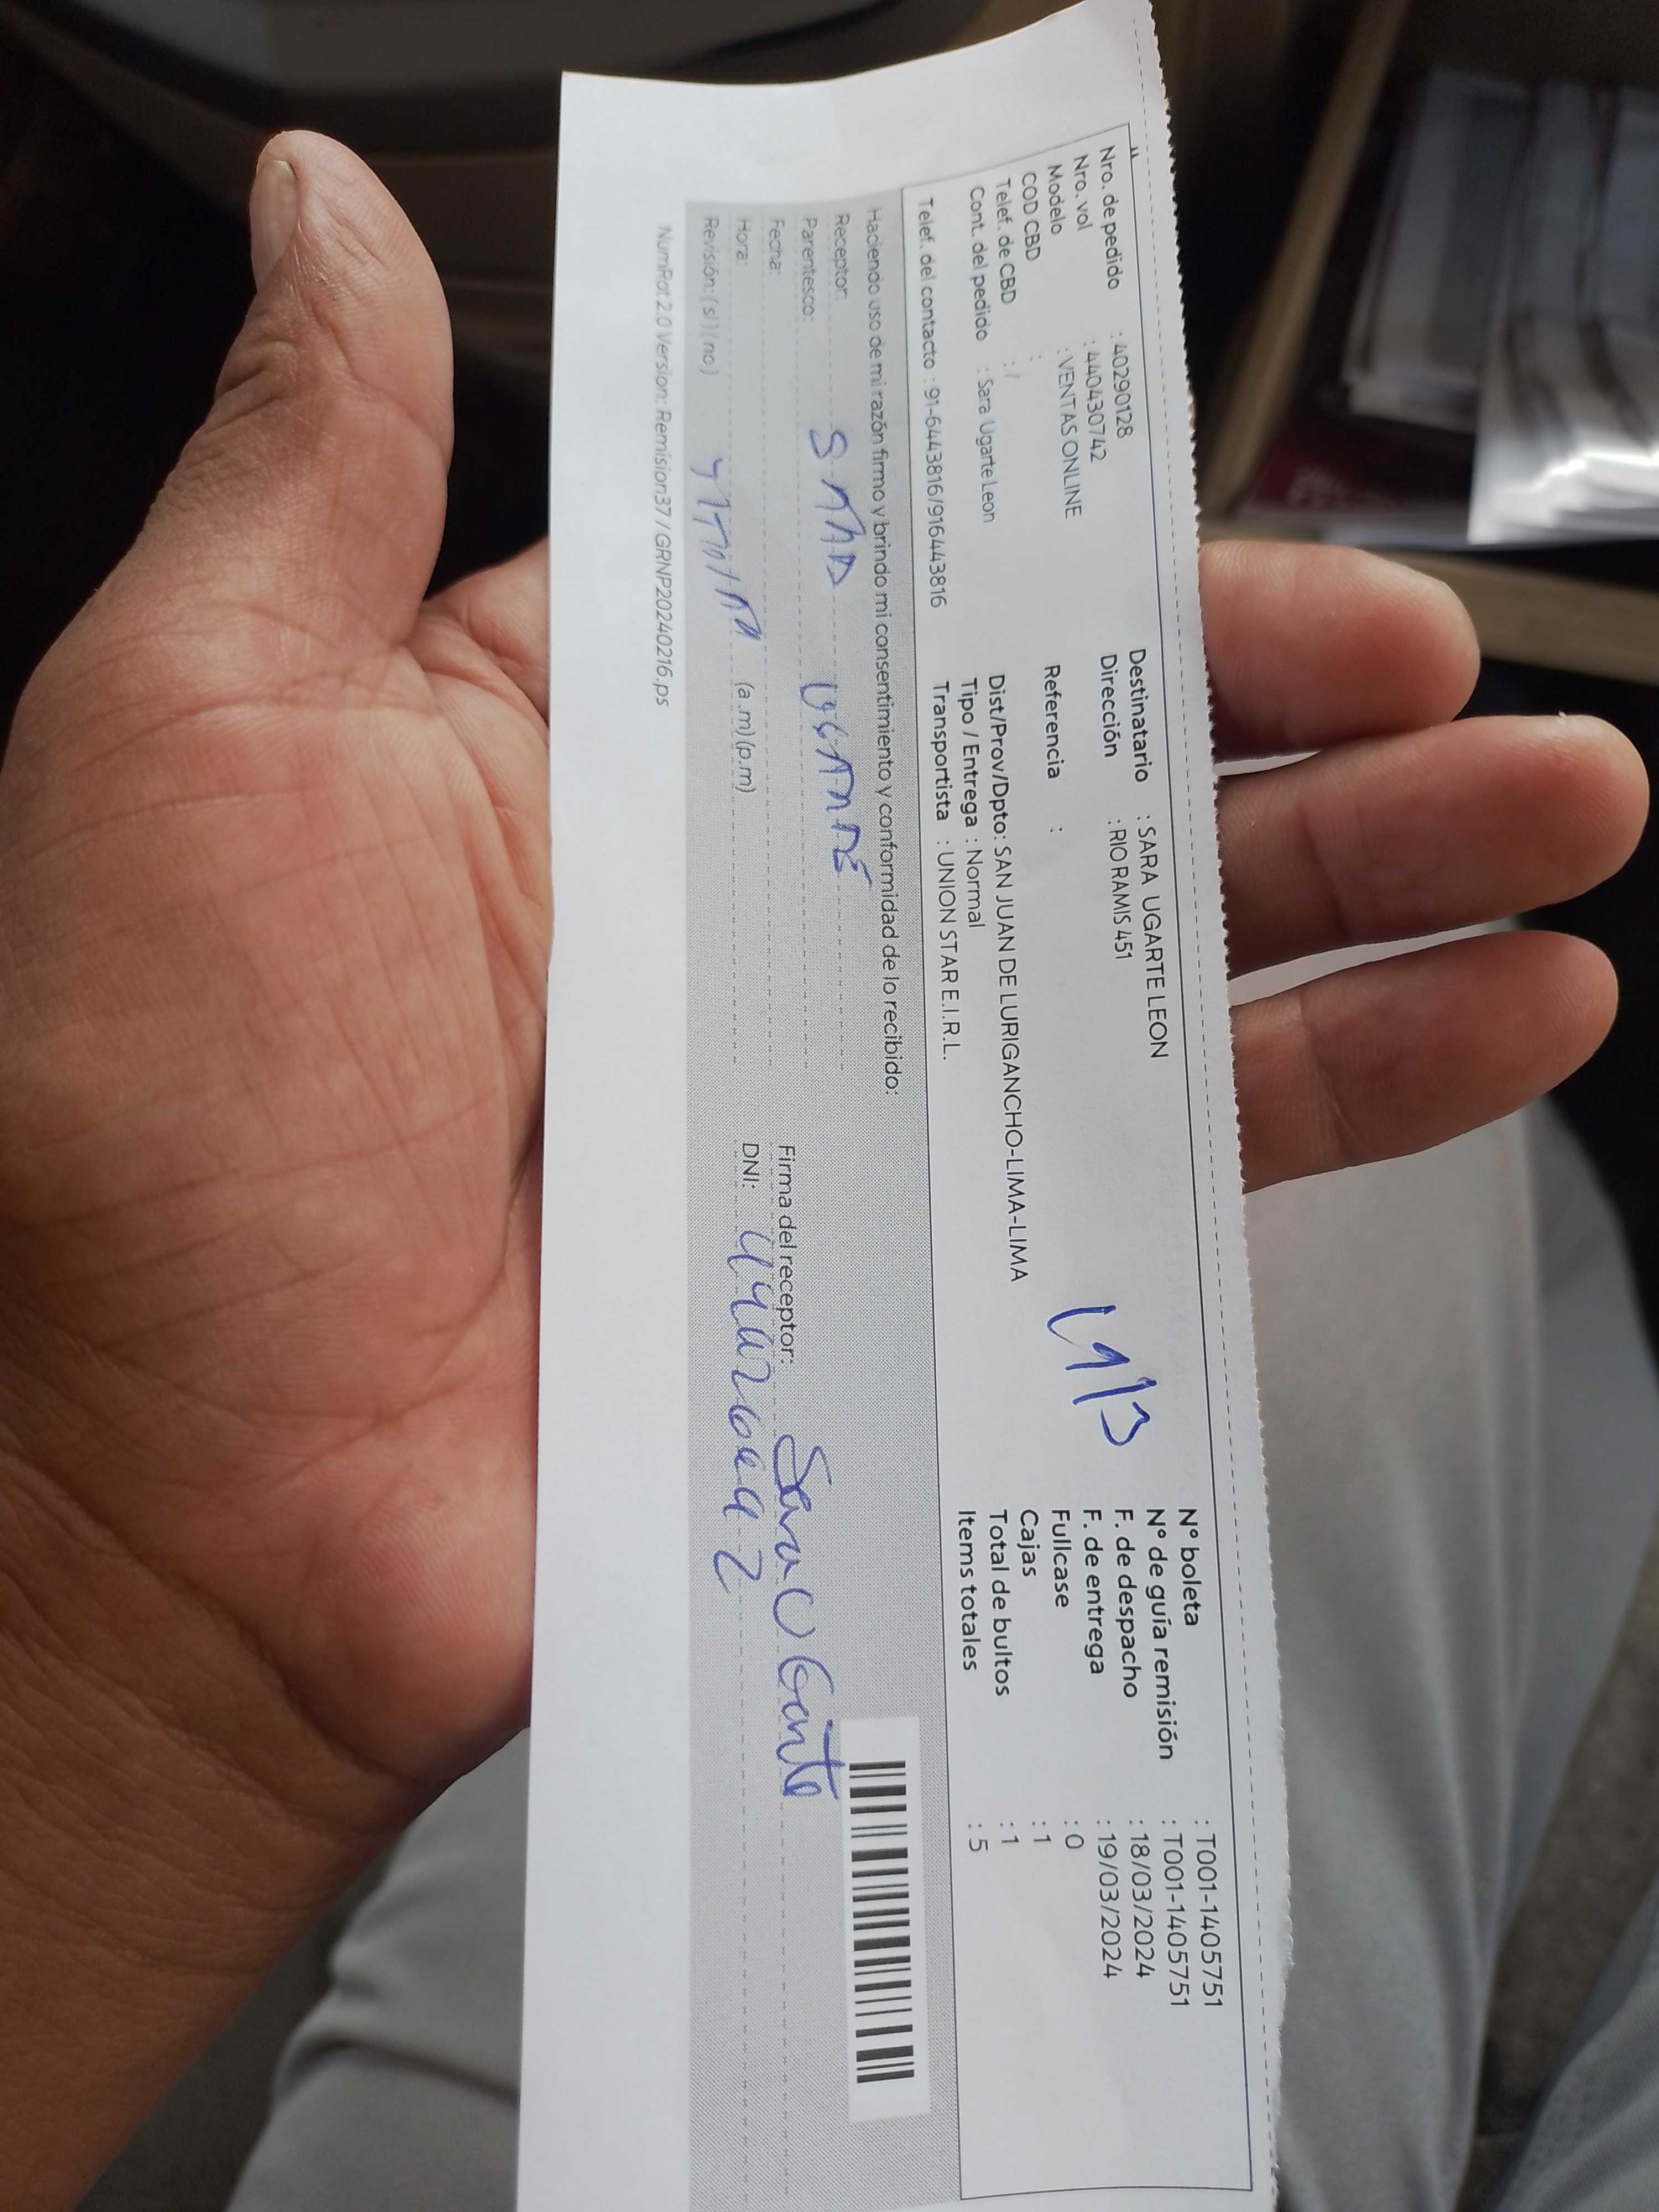 Nro. de pedido : 40290128
Nro. vol : 440430742
Modelo : VENTAS ONLINE
COD CBD :
Telef. de CBD : /
Cont. del pedido : Sara Ugarte Leon
Telef. del contacto : 91-6443816/916443816
Destinatario : SARA UGARTE LEON
Dirección : RIO RAMIS 451
Referencia :
Dist/Prov/Dpto: SAN JUAN DE LURIGANCHO-LIMA-LIMA
Tipo / Entrega : Normal
Transportista : UNION STAR E.I.R.L.
N° boleta : T001-1405751
N° de guía remisión : T001-1405751
F. de despacho : 18/03/2024
F. de entrega : 19/03/2024
Fullcase : 0
Cajas : 1
Total de bultos : 1
Items totales : 5
Haciendo uso de mi razón firmo y brindo mi consentimiento y conformidad de lo recibido:
Receptor: SARA UGARTE
Parentesco:
Fecha:
Hora: (a.m) (p.m)
Revisión: (si) (no)
Firma del receptor: Sara Ugarte
DNI:
NumRot 2.0 Version: Remision37 / GRNP20240216.ps